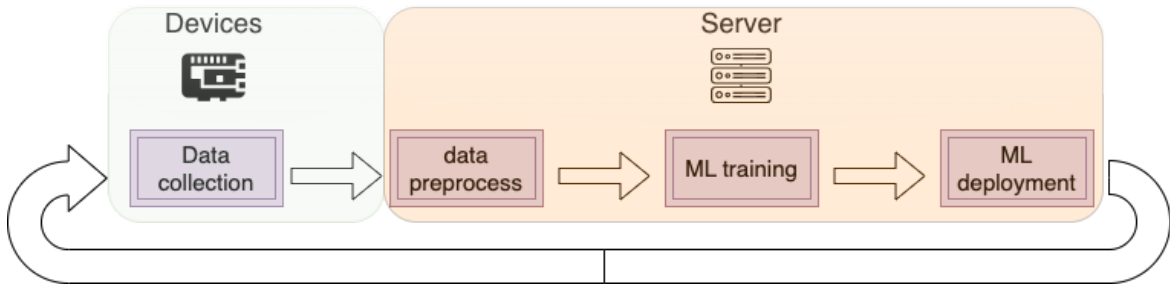 Devices
Server
Data
collection
data
preprocess
ML training
ML
deployment